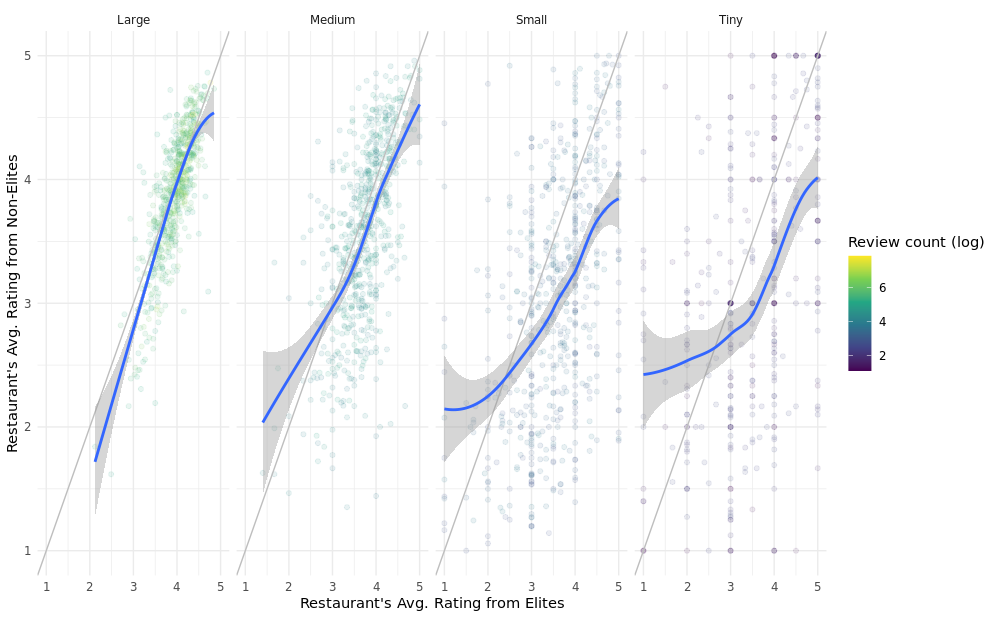 Large Medium Small Tiny
5
4
3
2
1
Restaurant's Avg. Rating from Non-Elites
1 2 3 4 5 1 2 3 4 5 1 2 3 4 5 1 2 3 4 5
Restaurant's Avg. Rating from Elites
Review count (log)
6
4
2